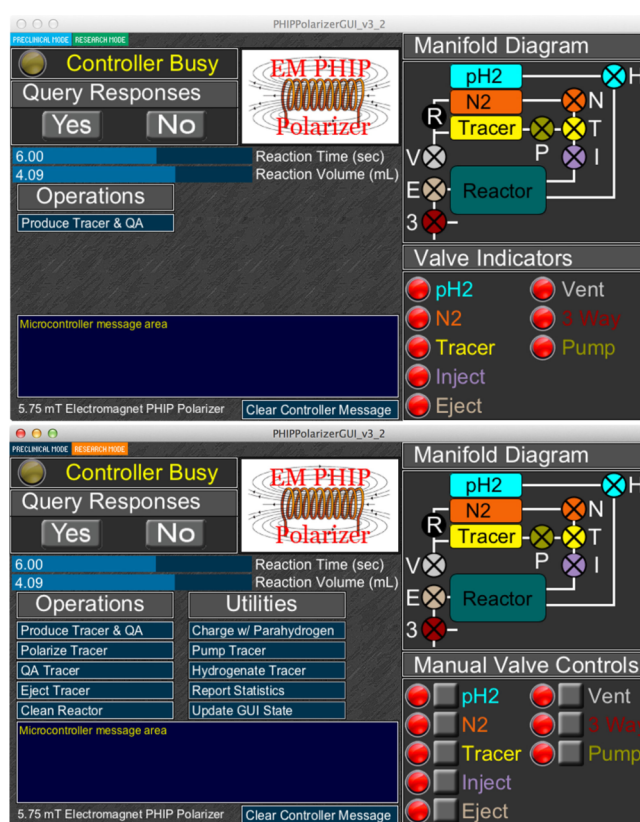 PHIPPolarizerGUI_v3_2
PRECLINICAL MODE RESEARCH MODE
Controller Busy
Query Responses
Yes No
EM PHIP
Polarizer
6.00 Reaction Time (sec)
4.09 Reaction Volume (mL)
Operations
Produce Tracer & QA
Microcontroller message area
5.75 mT Electromagnet PHIP Polarizer Clear Controller Message
Manifold Diagram
pH2 H
N2 N
R
Tracer T
V P I
E Reactor
3
Valve Indicators
pH2 Vent
N2 3 Way
Tracer Pump
Inject
Eject
PHIPPolarizerGUI_v3_2
PRECLINICAL MODE RESEARCH MODE
Controller Busy
Query Responses
Yes No
EM PHIP
Polarizer
6.00 Reaction Time (sec)
4.09 Reaction Volume (mL)
Operations Utilities
Produce Tracer & QA Charge w/ Parahydrogen
Polarize Tracer Pump Tracer
QA Tracer Hydrogenate Tracer
Eject Tracer Report Statistics
Clean Reactor Update GUI State
Microcontroller message area
5.75 mT Electromagnet PHIP Polarizer Clear Controller Message
Manifold Diagram
pH2 H
N2 N
R
Tracer T
V P I
E Reactor
3
Manual Valve Controls
pH2 Vent
N2 3 Way
Tracer Pump
Inject
Eject